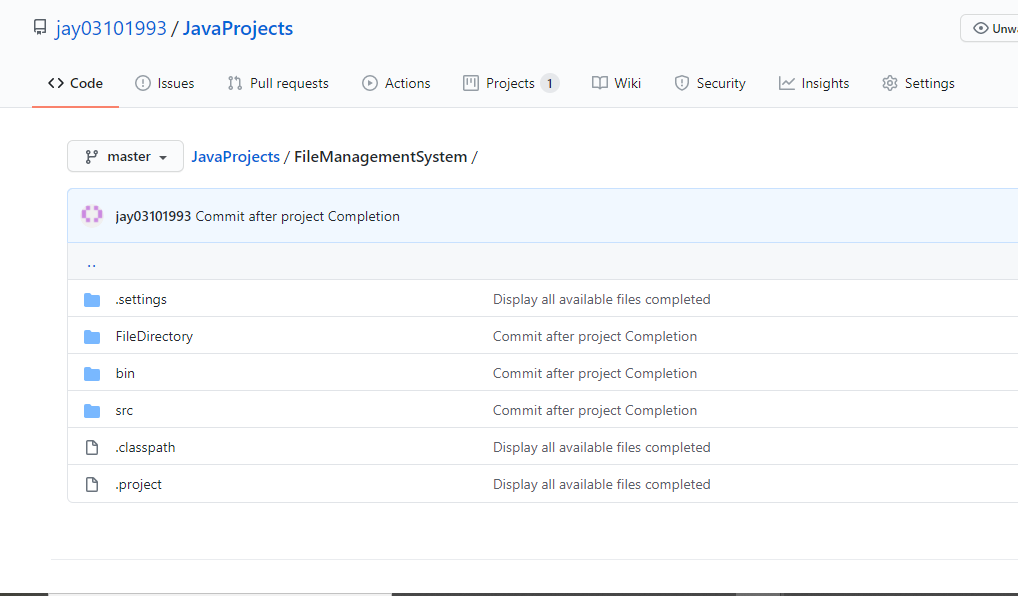 jay03101993 / JavaProjects
Code Issues Pull requests Actions Projects 1 Wiki Security Insights Settings
master JavaProjects / FileManagementSystem /
jay03101993 Commit after project Completion
..
.settings Display all available files completed
FileDirectory Commit after project Completion
bin Commit after project Completion
src Commit after project Completion
.classpath Display all available files completed
.project Display all available files completed